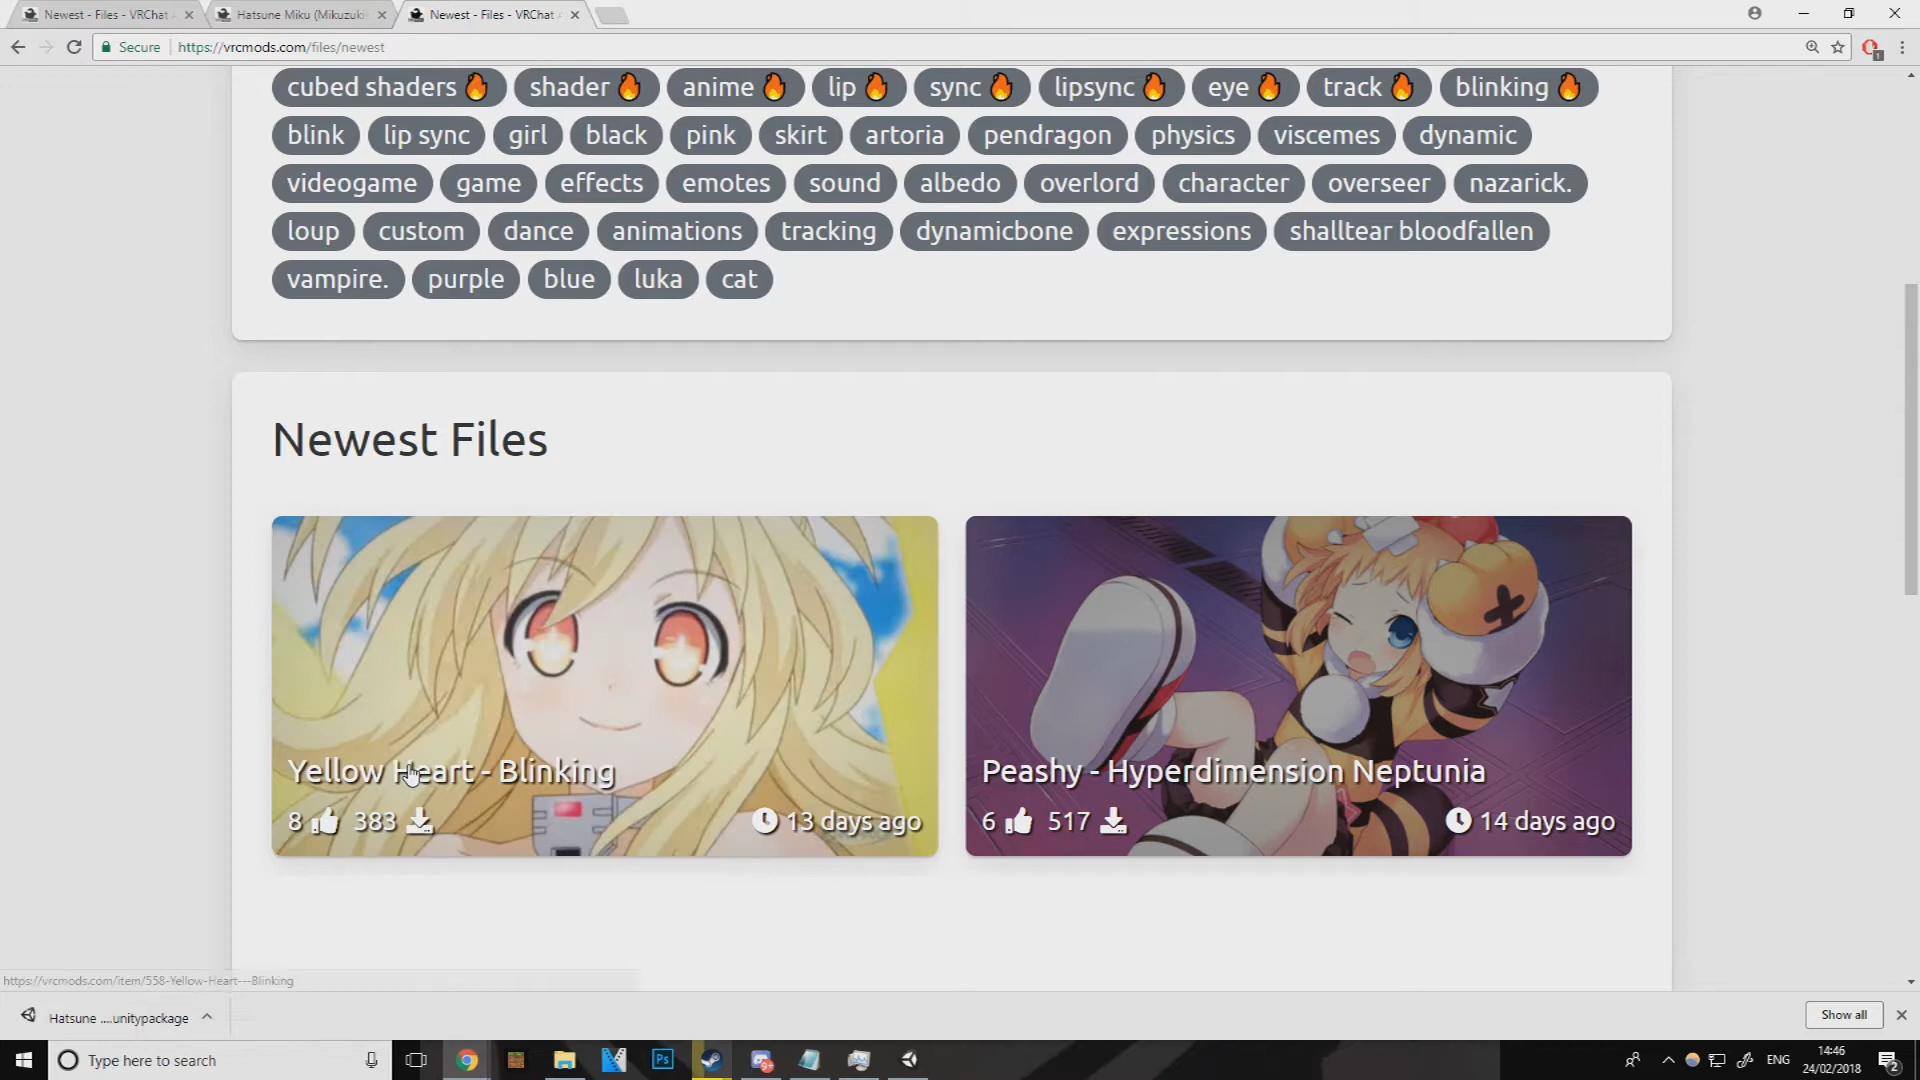 Newest - Files - VRChat
Hatsune Miku (Mikuzuki
Newest - Files - VRChat
Secure
https://vrcmods.com/files/newest
cubed shaders shader anime lip sync lipsync eye track blinking
blink lip sync girl black pink skirt artoria pendragon physics viscemes dynamic
videogame game effects emotes sound albedo overlord character overseer nazarick.
loup custom dance animations tracking dynamicbone expressions shalltear bloodfallen
vampire. purple blue luka cat
Newest Files
Yellow Heart - Blinking
8 383 13 days ago
Peashy - Hyperdimension Neptunia
6 517 14 days ago
https://vrcmods.com/item/558-Yellow-Heart---Blinking
Hatsune ....unitypackage
Show all
Type here to search
Ps
9+
ENG
14:46
24/02/2018
2